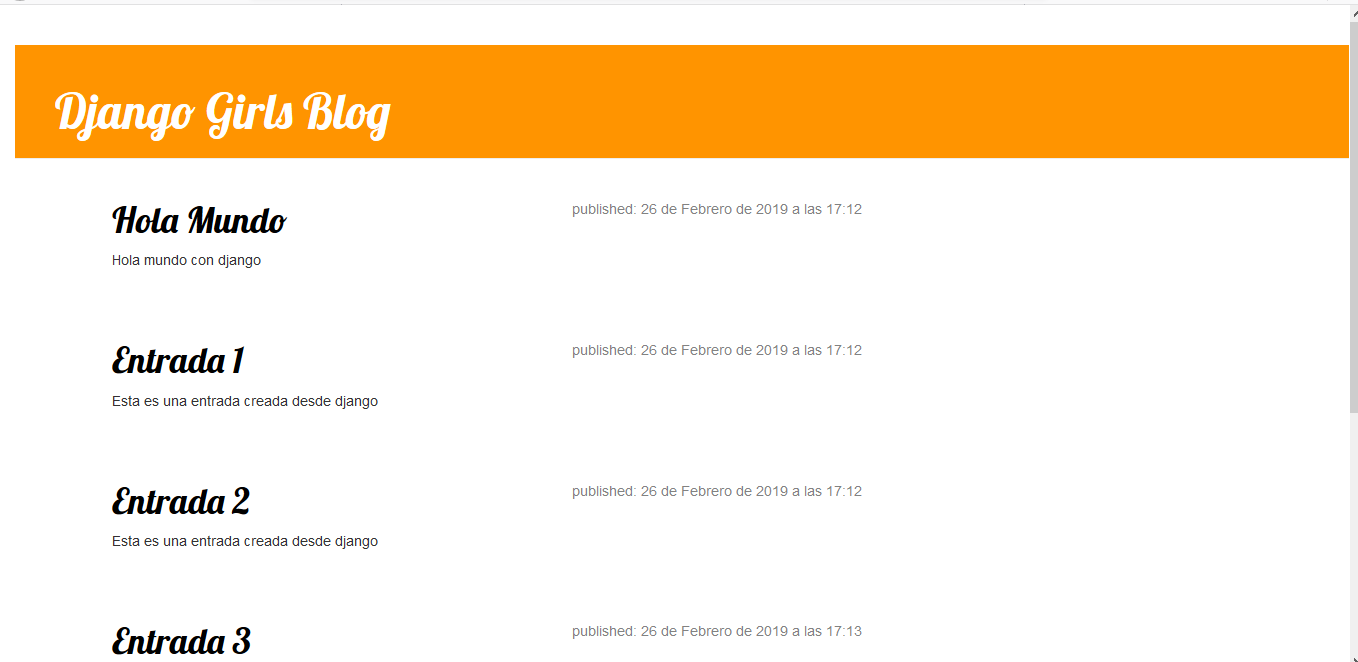 Django Girls Blog
Hola Mundo
published: 26 de Febrero de 2019 a las 17:12
Hola mundo con django
Entrada 1
published: 26 de Febrero de 2019 a las 17:12
Esta es una entrada creada desde django
Entrada 2
published: 26 de Febrero de 2019 a las 17:12
Esta es una entrada creada desde django
Entrada 3
published: 26 de Febrero de 2019 a las 17:13